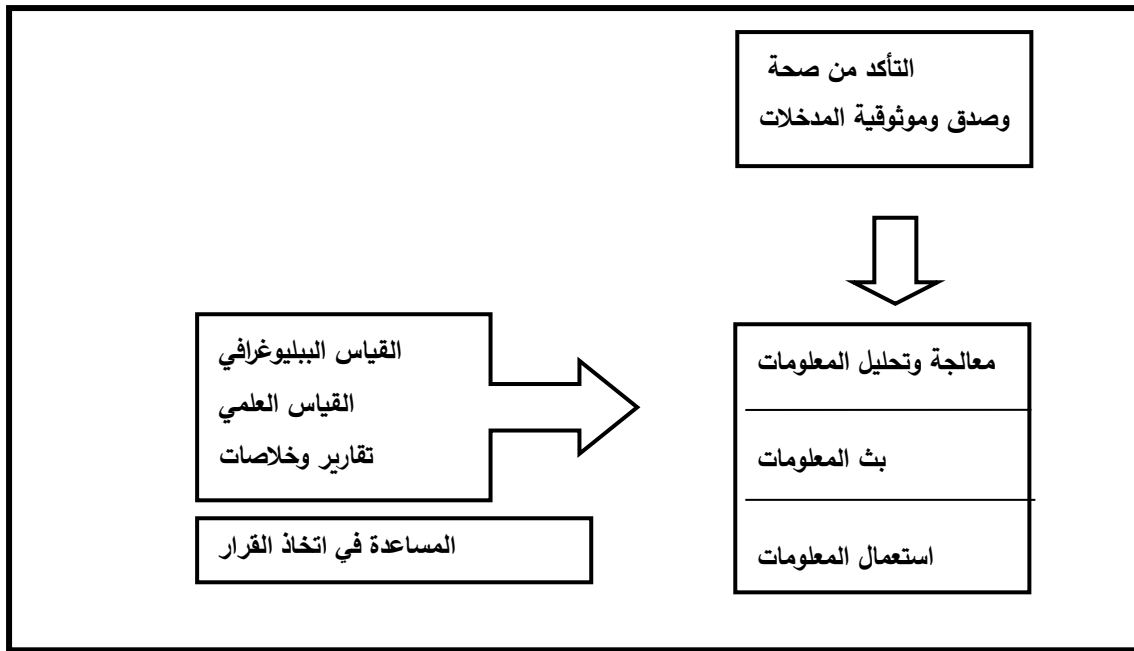 التأكد من صحة
وصدق وموثوقية المدخلات
معالجة وتحليل المعلومات
بث المعلومات
استعمال المعلومات
القياس الببليوغرافي
القياس العلمي
تقارير وخلاصات
المساعدة في اتخاذ القرار